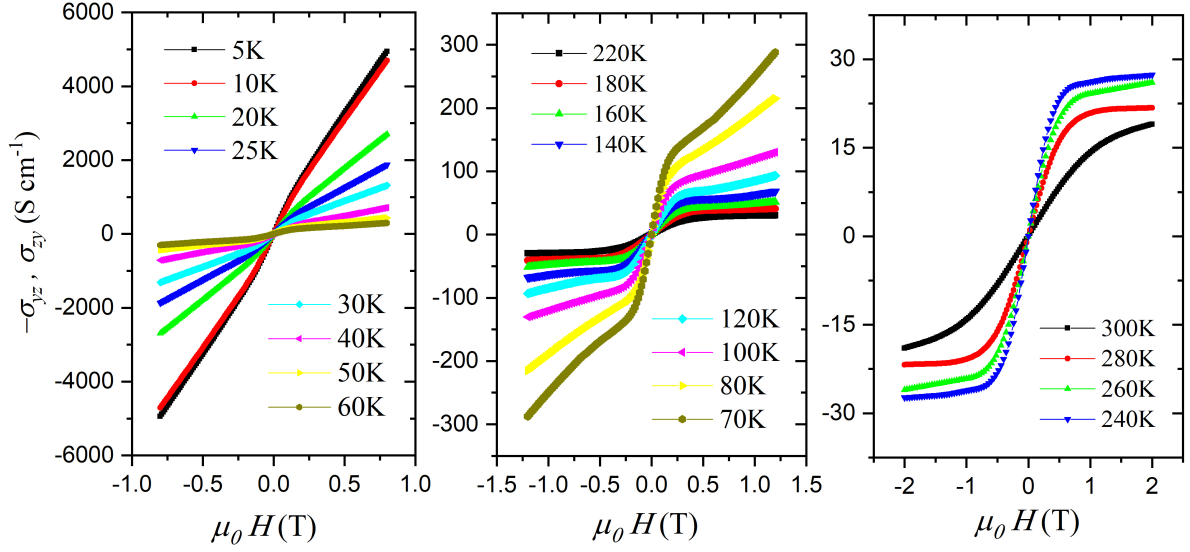 −σyz , σzy (S cm-1)
6000
4000
2000
0
-2000
-4000
-6000
5K
10K
20K
25K
30K
40K
50K
60K
-1.0 -0.5 0.0 0.5 1.0
μ0 H (T)
300
200
100
0
-100
-200
-300
220K
180K
160K
140K
120K
100K
80K
70K
-1.5 -1.0 -0.5 0.0 0.5 1.0 1.5
μ0 H (T)
30
15
0
-15
-30
300K
280K
260K
240K
-2 -1 0 1 2
μ0 H (T)